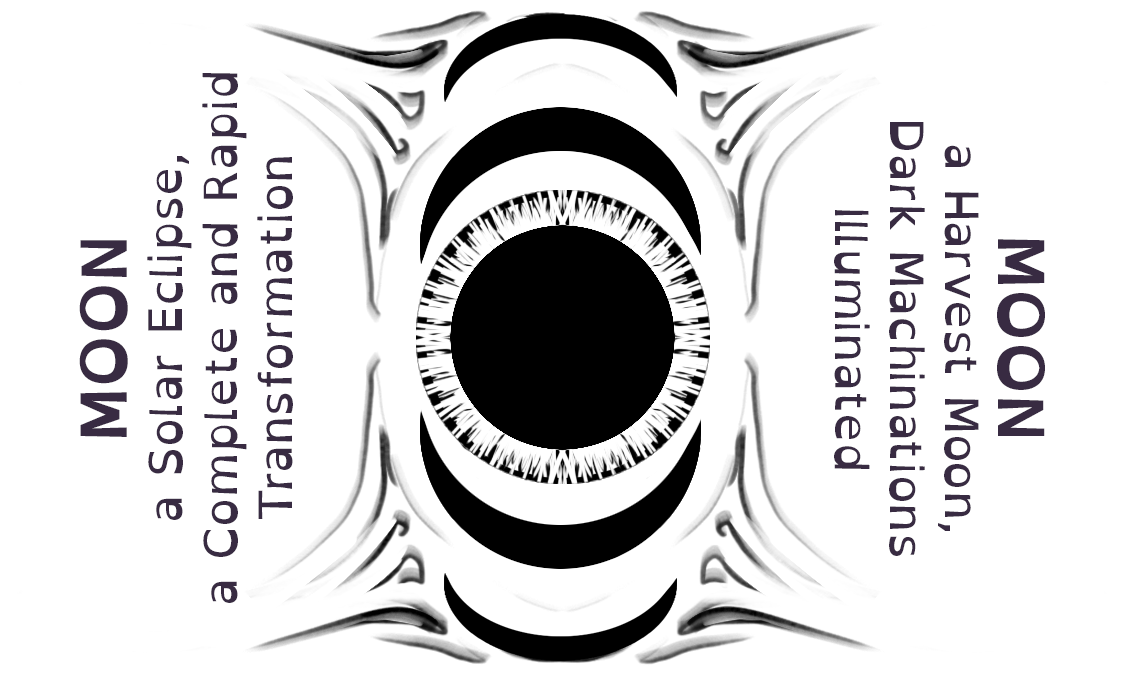 MOON
a Solar Eclipse,
a Complete and Rapid
Transformation
MOON
a Harvest Moon,
Dark Machinations
Illuminated